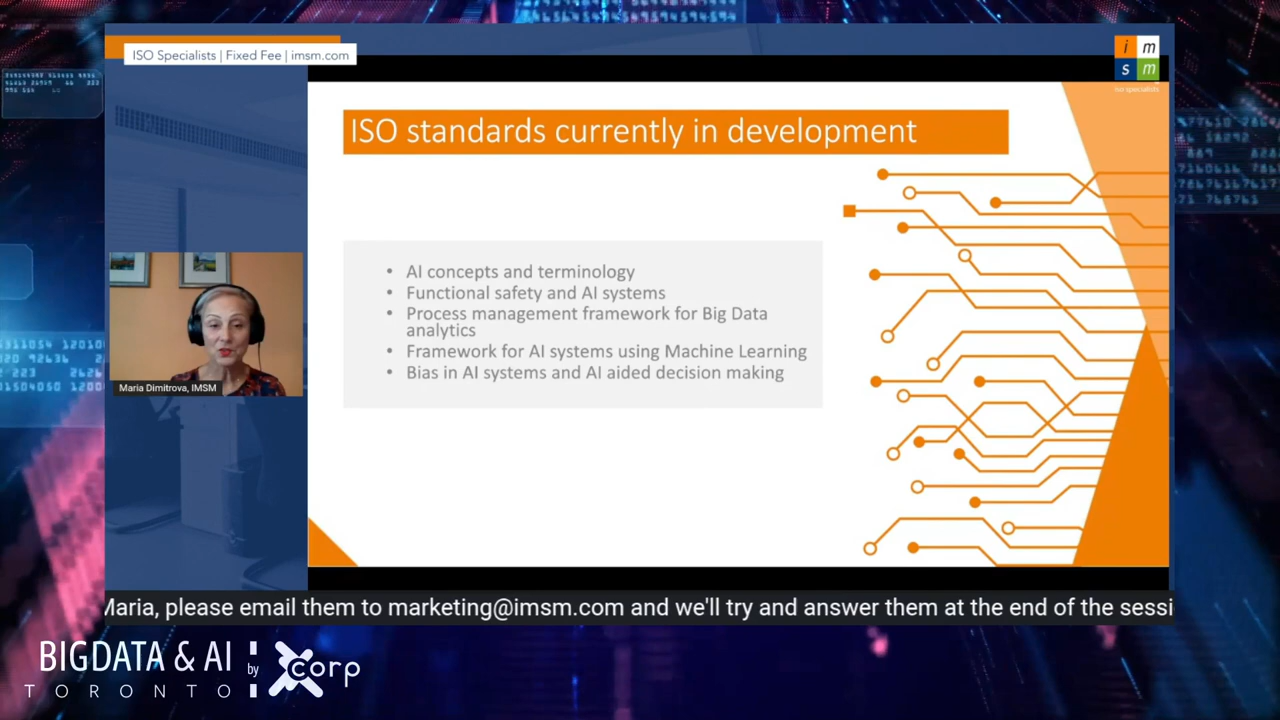 ISO Specialists | Fixed Fee | imsm.com
i m
s m
iso specialists
ISO standards currently in development
• AI concepts and terminology
• Functional safety and AI systems
• Process management framework for Big Data
analytics
• Framework for AI systems using Machine Learning
• Bias in AI systems and AI aided decision making
Maria Dimitrova, IMSM
Maria, please email them to marketing@imsm.com and we'll try and answer them at the end of the sessi
BIGDATA & AI
TORONTO
by
corp